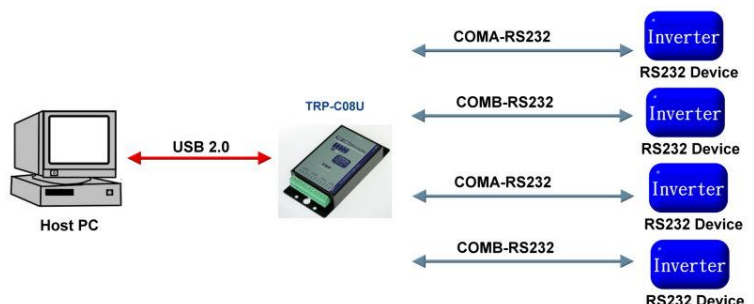 COMA-RS232
Inverter
RS232 Device
TRP-C08U
COMB-RS232
Inverter
RS232 Device
USB 2.0
Host PC
COMA-RS232
Inverter
RS232 Device
COMB-RS232
Inverter
RS232 Device